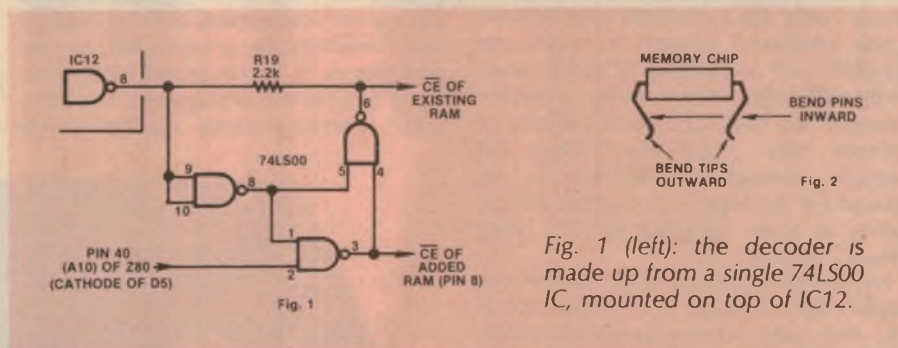 IC12
8
R19
2.2k
CE OF
EXISTING
RAM
6
74LS00
5
4
9
10
8
1
2
3
PIN 40
(A10) OF Z80
(CATHODE OF D5)
CE OF
ADDED
RAM (PIN 8)
Fig. 1
MEMORY CHIP
BEND PINS
INWARD
BEND TIPS
OUTWARD
Fig. 2
Fig. 1 (left): the decoder is
made up from a single 74LS00
IC, mounted on top of IC12.